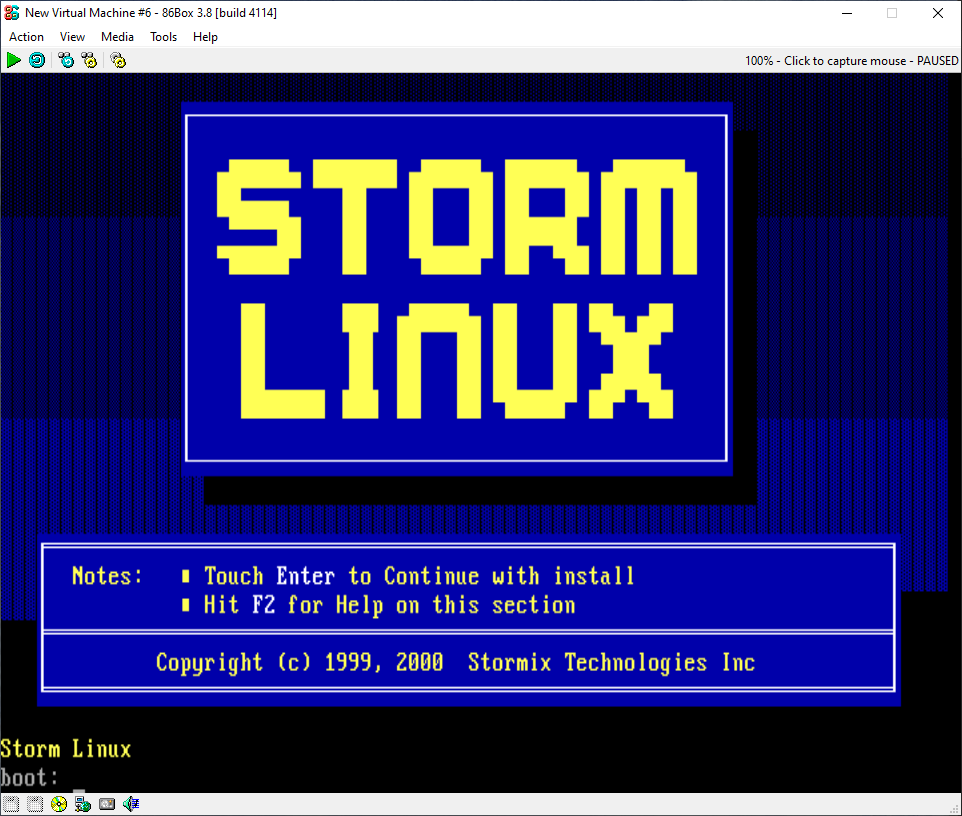 New Virtual Machine #6 - 86Box 3.8 [build 4114]
Action View Media Tools Help
100% - Click to capture mouse - PAUSED
STORM
LINUX
Notes: Touch Enter to Continue with install
Hit F2 for Help on this section
Copyright (c) 1999, 2000 Stormix Technologies Inc
Storm Linux
boot: _